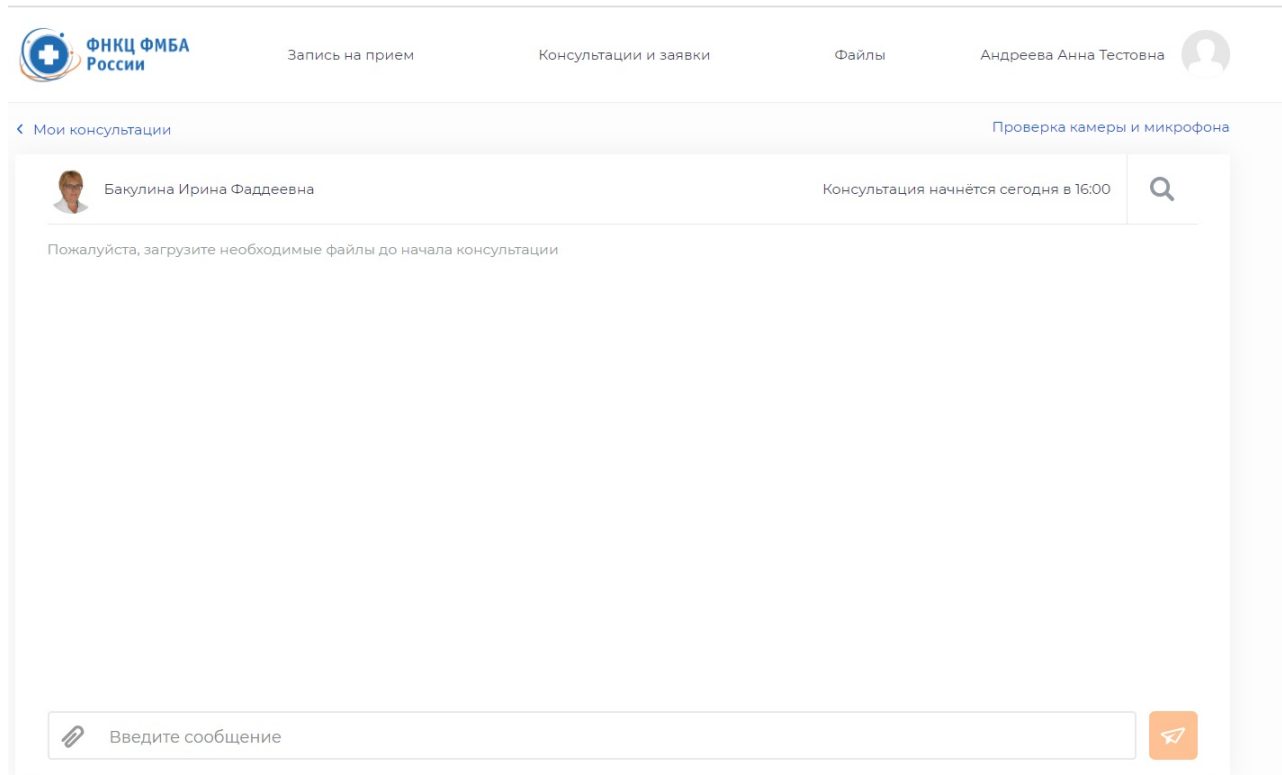 ФНКЦ ФМБА
России
Запись на прием
Консультации и заявки
Файлы
Андреева Анна Тестовна
Мои консультации
Проверка камеры и микрофона
Бакулина Ирина Фаддеевна
Консультация начнётся сегодня в 16:00
Пожалуйста, загрузите необходимые файлы до начала консультации
Введите сообщение